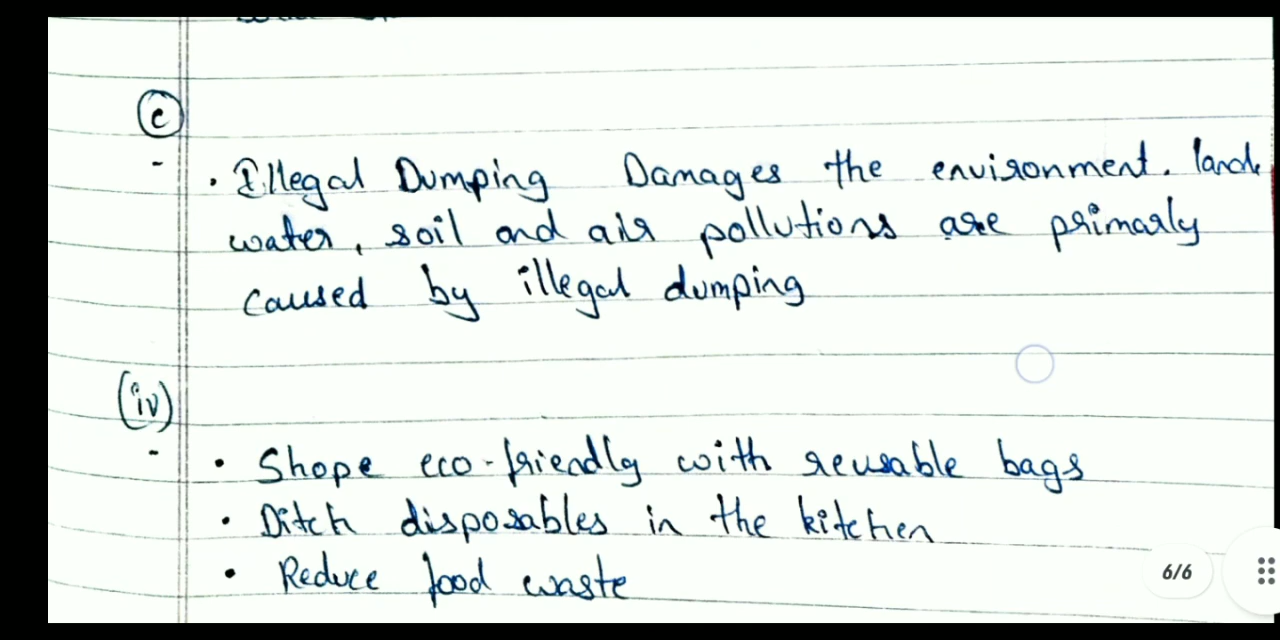 (c)
- • Illegal Dumping Damages the environment. land
water, soil and air pollutions are primarly
caused by illegal dumping
(iv)
- • Shope eco-friendly with reusable bags
• Ditch disposables in the kitchen
• Reduce food waste
6/6